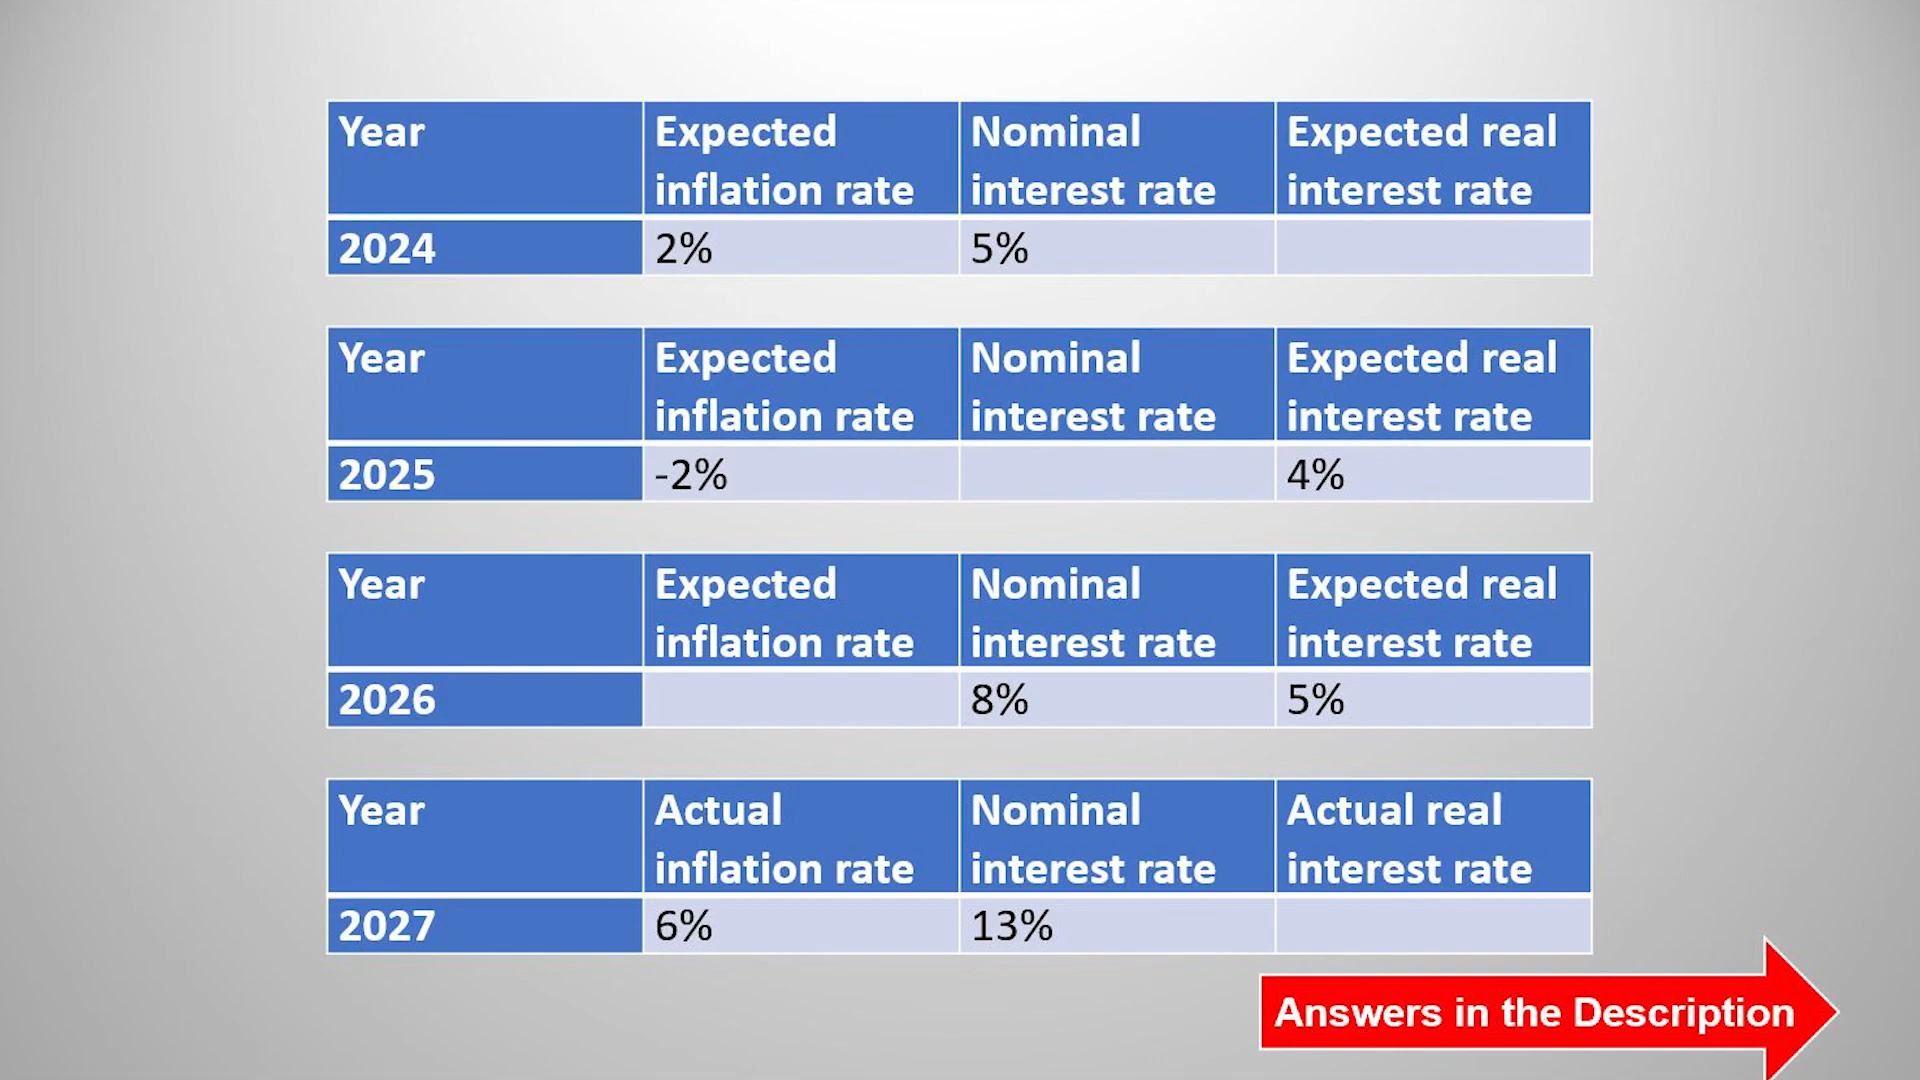 Year Expected inflation rate Nominal interest rate Expected real interest rate
2024 2% 5%
Year Expected inflation rate Nominal interest rate Expected real interest rate
2025 -2% 4%
Year Expected inflation rate Nominal interest rate Expected real interest rate
2026 8% 5%
Year Actual inflation rate Nominal interest rate Actual real interest rate
2027 6% 13%
Answers in the Description